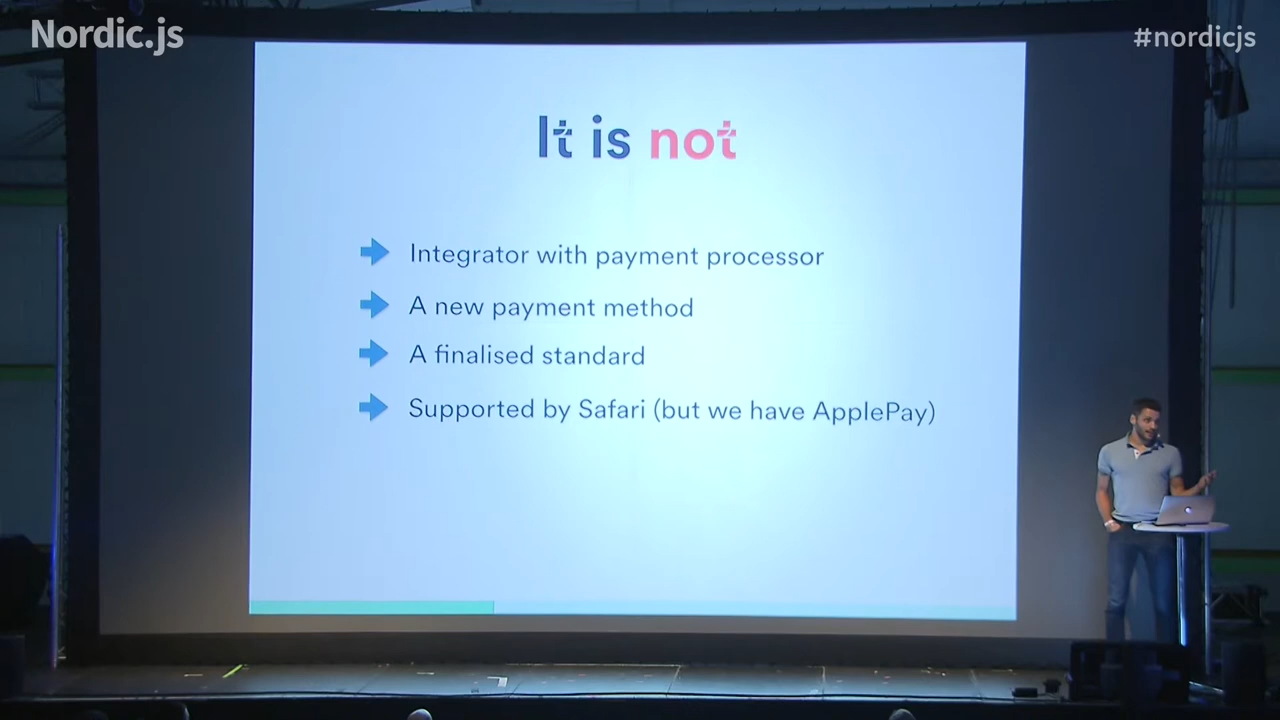 Nordic.js
#nordicjs
It is not
Integrator with payment processor
A new payment method
A finalised standard
Supported by Safari (but we have ApplePay)